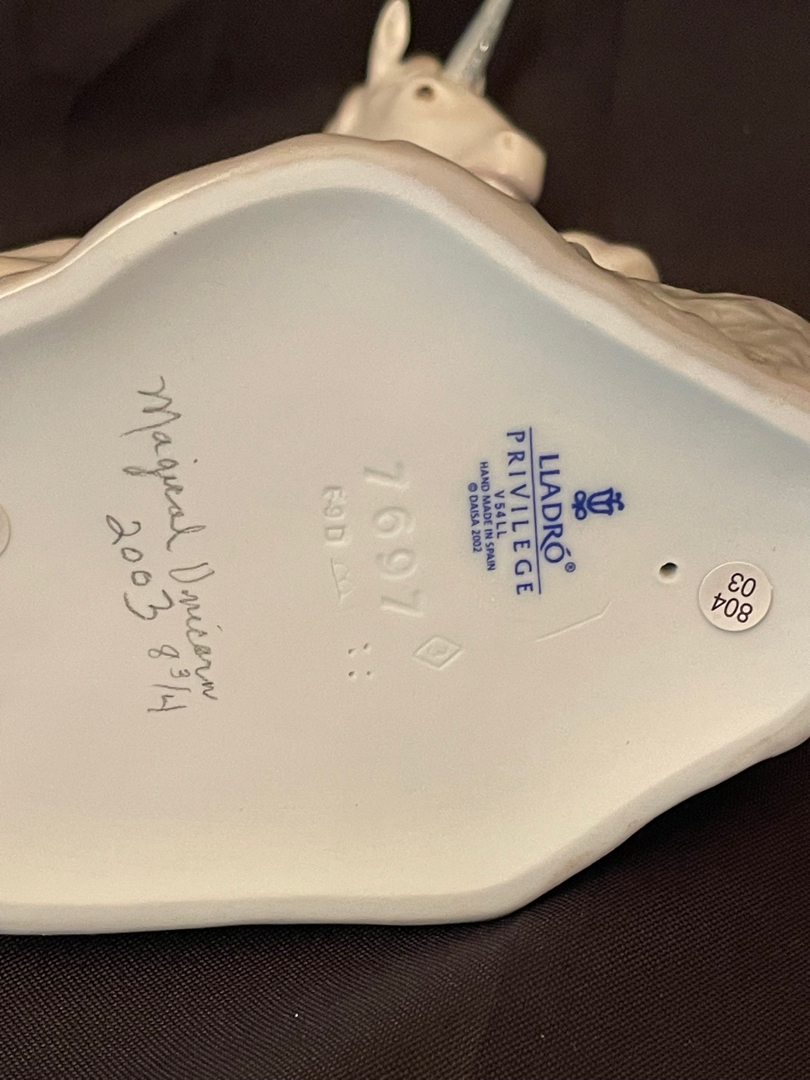 LLADRÓ®
PRIVILEGE
V54LL
HAND MADE IN SPAIN
© DAISA 2002
7697
Magical Unicorn
2003 8 3/4
804
03